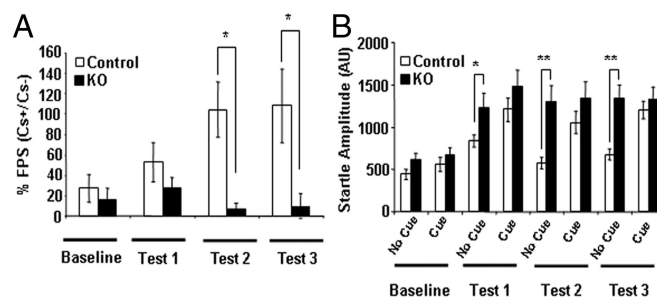 A
% FPS (Cs+/Cs-)
160
140
120
100
80
60
40
20
0
Control
KO
*
*
Baseline
Test 1
Test 2
Test 3
B
Startle Amplitude (AU)
2000
1500
1000
500
0
Control
KO
*
**
**
No Cue
Cue
No Cue
Cue
No Cue
Cue
No Cue
Cue
Baseline
Test 1
Test 2
Test 3